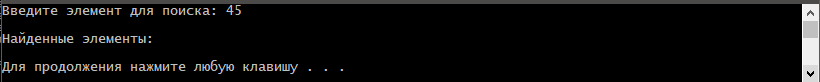 Введите элемент для поиска: 45
Найденные элементы:
Для продолжения нажмите любую клавишу . . .